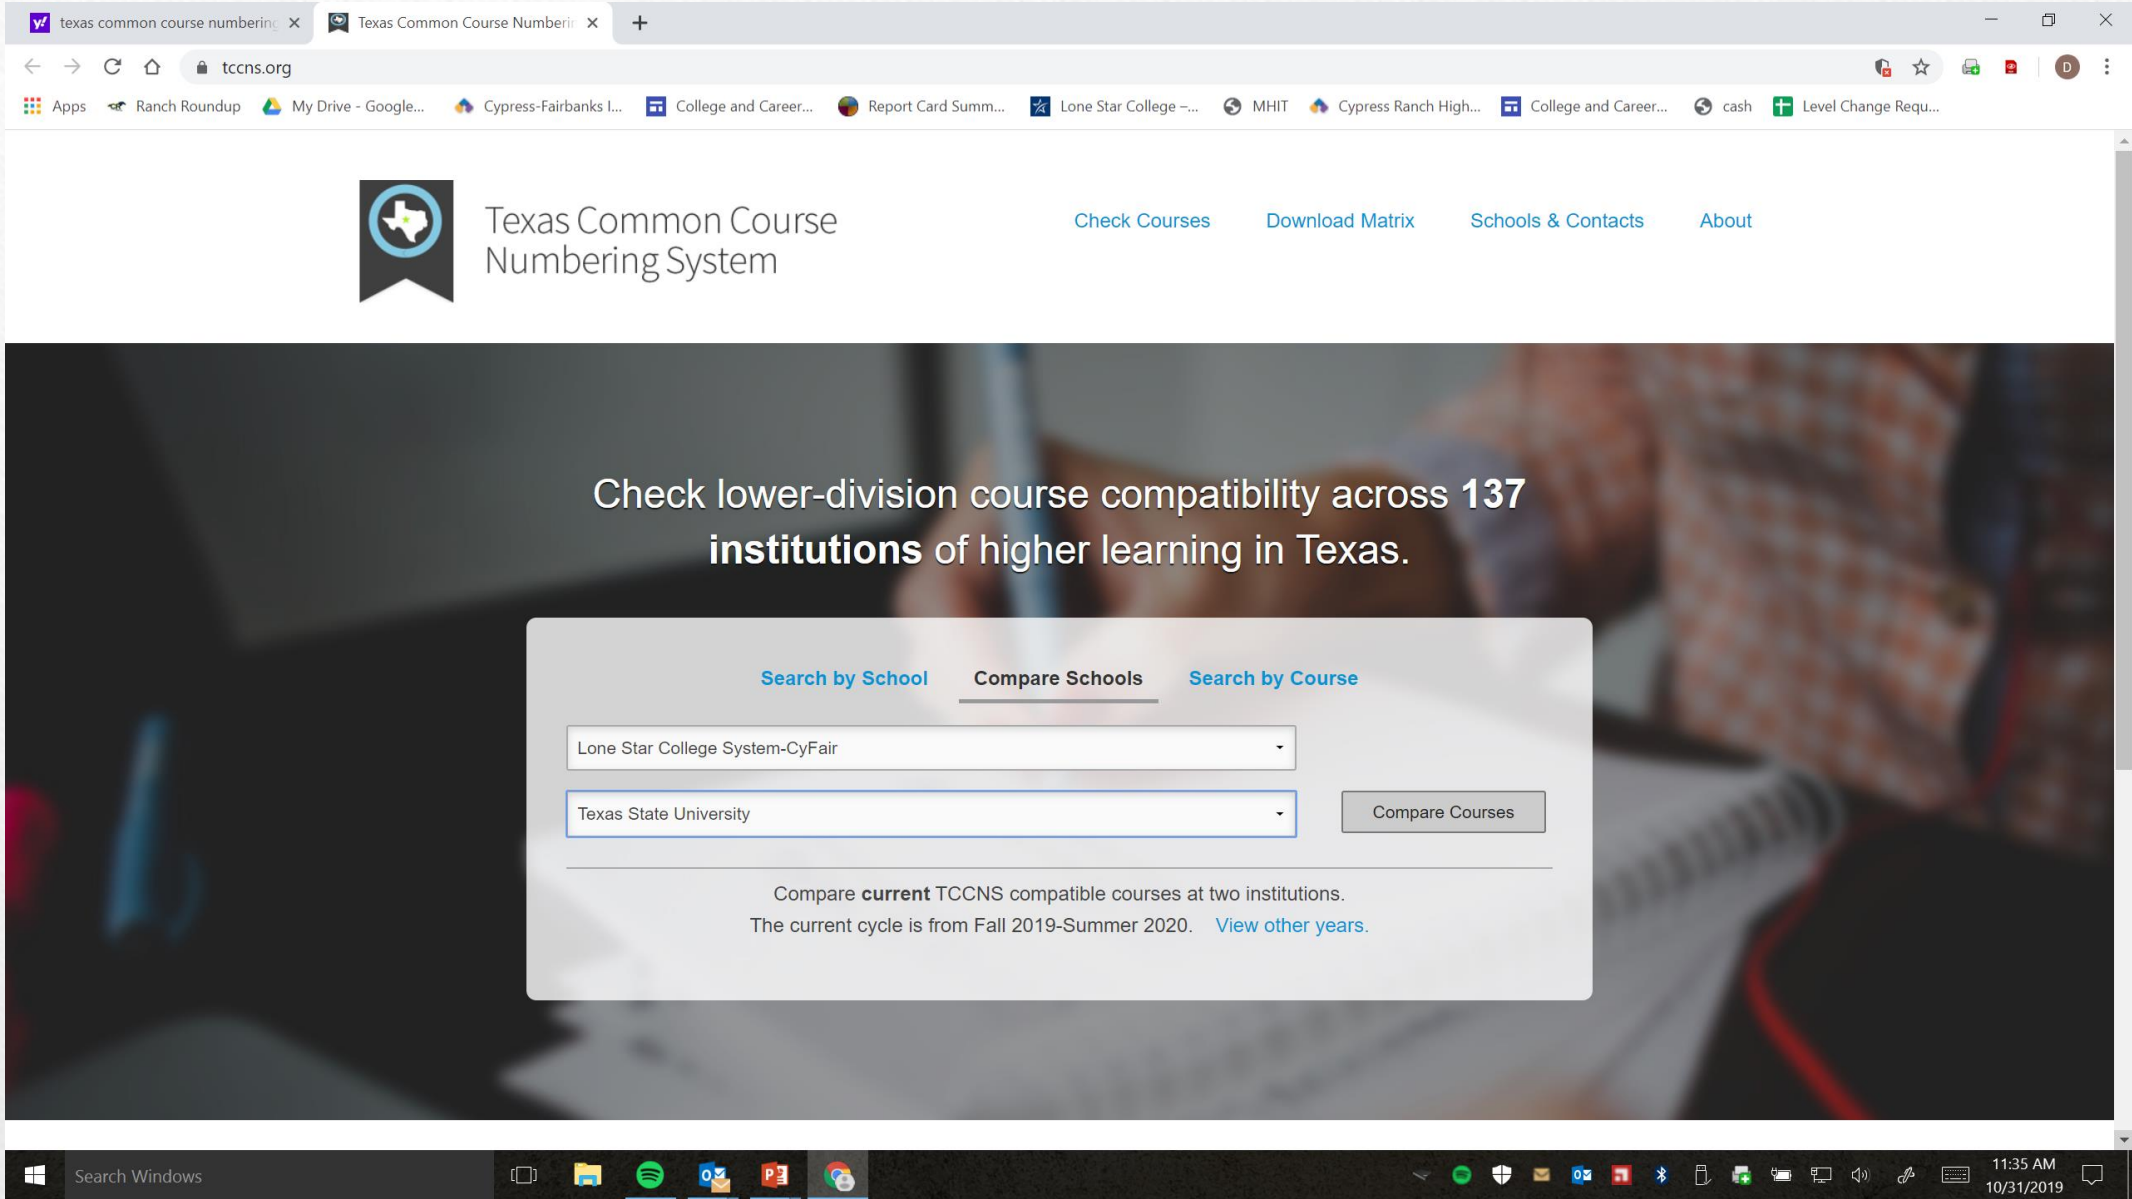 texas common course numbering
Texas Common Course Numberin
tccns.org
D
Apps
Ranch Roundup
My Drive - Google...
Cypress-Fairbanks I...
College and Career...
Report Card Summ...
Lone Star College –...
MHIT
Cypress Ranch High...
College and Career...
cash
Level Change Requ...
Texas Common Course
Numbering System
Check Courses
Download Matrix
Schools & Contacts
About
Check lower-division course compatibility across 137
institutions of higher learning in Texas.
Search by School
Compare Schools
Search by Course
Lone Star College System-CyFair
Texas State University
Compare Courses
Compare current TCCNS compatible courses at two institutions.
The current cycle is from Fall 2019-Summer 2020. View other years.
Search Windows
11:35 AM
10/31/2019